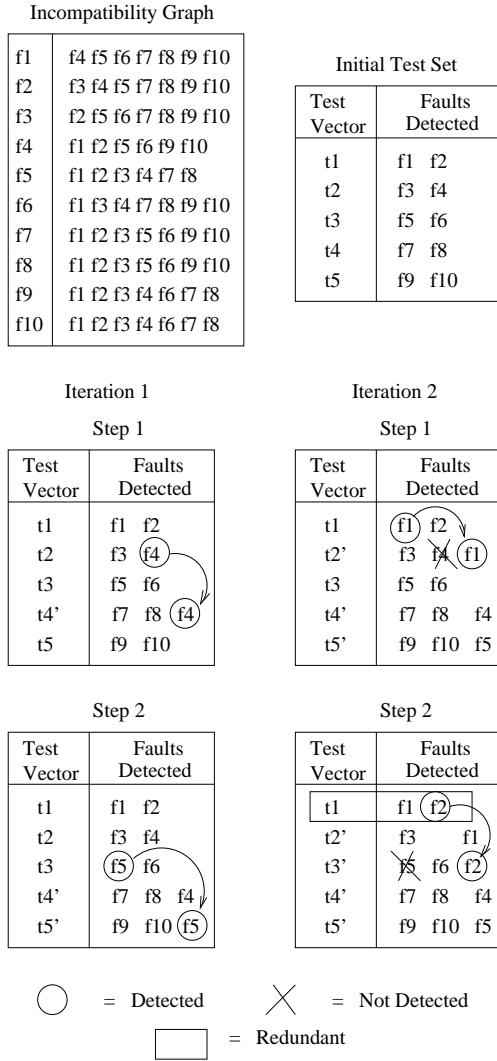 Incompatibility Graph
f1 f4 f5 f6 f7 f8 f9 f10
f2 f3 f4 f5 f7 f8 f9 f10
f3 f2 f5 f6 f7 f8 f9 f10
f4 f1 f2 f5 f6 f9 f10
f5 f1 f2 f3 f4 f7 f8
f6 f1 f3 f4 f7 f8 f9 f10
f7 f1 f2 f3 f5 f6 f9 f10
f8 f1 f2 f3 f5 f6 f9 f10
f9 f1 f2 f3 f4 f6 f7 f8
f10 f1 f2 f3 f4 f6 f7 f8
Initial Test Set
Test Faults
Vector Detected
t1 f1 f2
t2 f3 f4
t3 f5 f6
t4 f7 f8
t5 f9 f10
Iteration 1
Step 1
Test Faults
Vector Detected
t1 f1 f2
t2 f3 f4
t3 f5 f6
t4' f7 f8 f4
t5 f9 f10
Step 2
Test Faults
Vector Detected
t1 f1 f2
t2 f3 f4
t3 f5 f6
t4' f7 f8 f4
t5' f9 f10 f5
Iteration 2
Step 1
Test Faults
Vector Detected
t1 f1 f2
t2' f3 f4 f1
t3 f5 f6
t4' f7 f8 f4
t5' f9 f10 f5
Step 2
Test Faults
Vector Detected
t1 f1 f2
t2' f3 f1
t3' f5 f6 f2
t4' f7 f8 f4
t5' f9 f10 f5
= Detected
= Not Detected
= Redundant